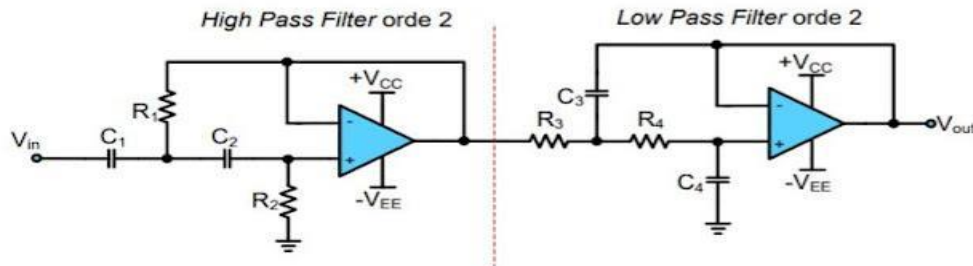 High Pass Filter orde 2
Low Pass Filter orde 2
+VCC
+VCC
R1
C3
R3
R4
Vin
C1
C2
-
+
-
+
Vout
R2
-VEE
C4
-VEE